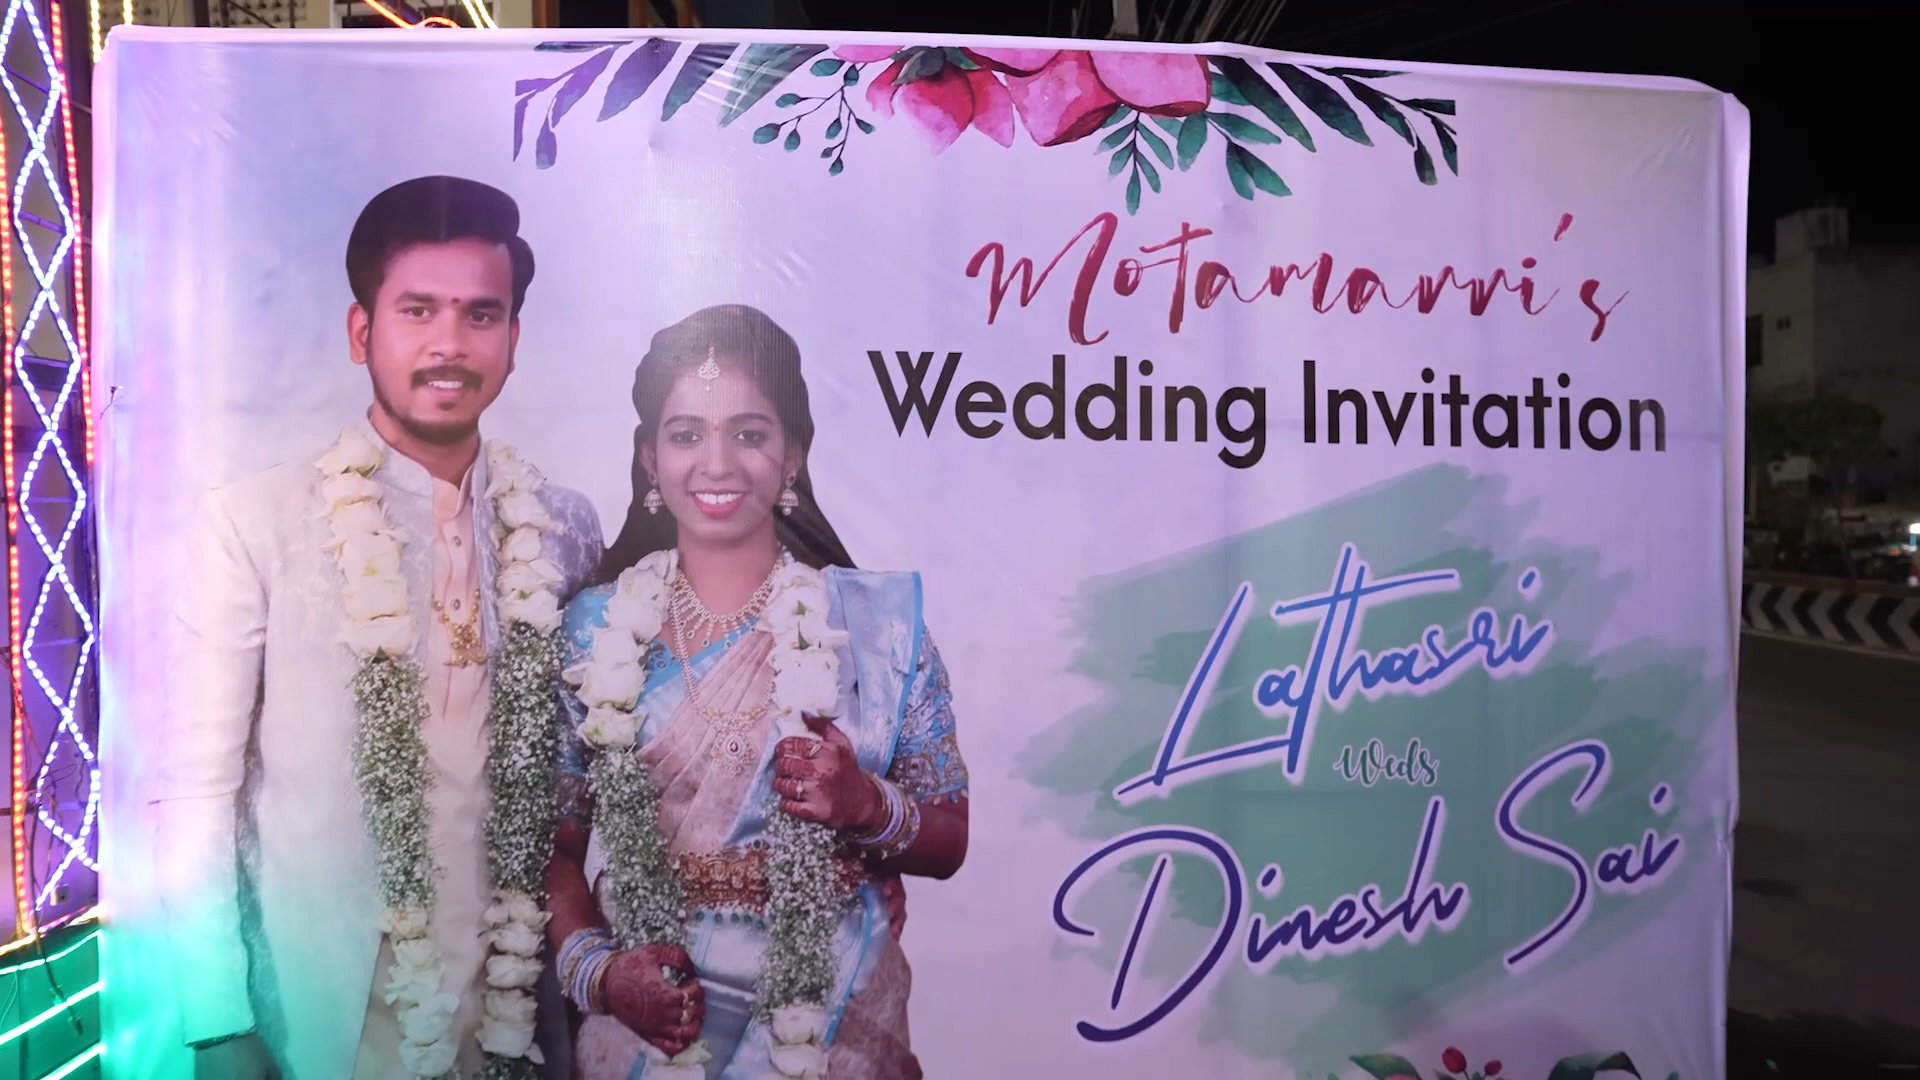 Motamarri's
Wedding Invitation
Lathasri
Weds
Dinesh Sai